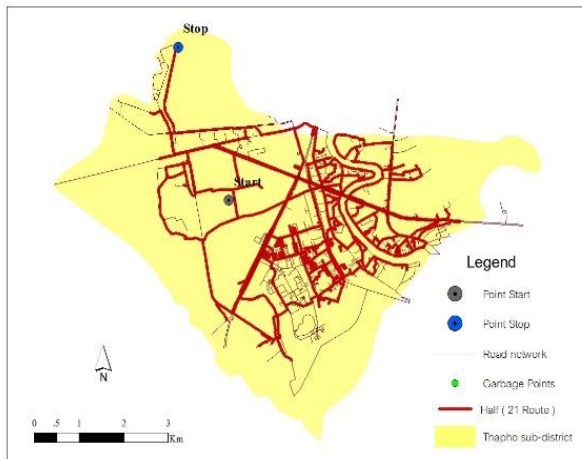 Stop
Start
Legend
Point Start
Point Stop
Road network
Garbage Points
Half ( 21 Route )
Thapho sub-district
N
0 .5 1 2 3
Km